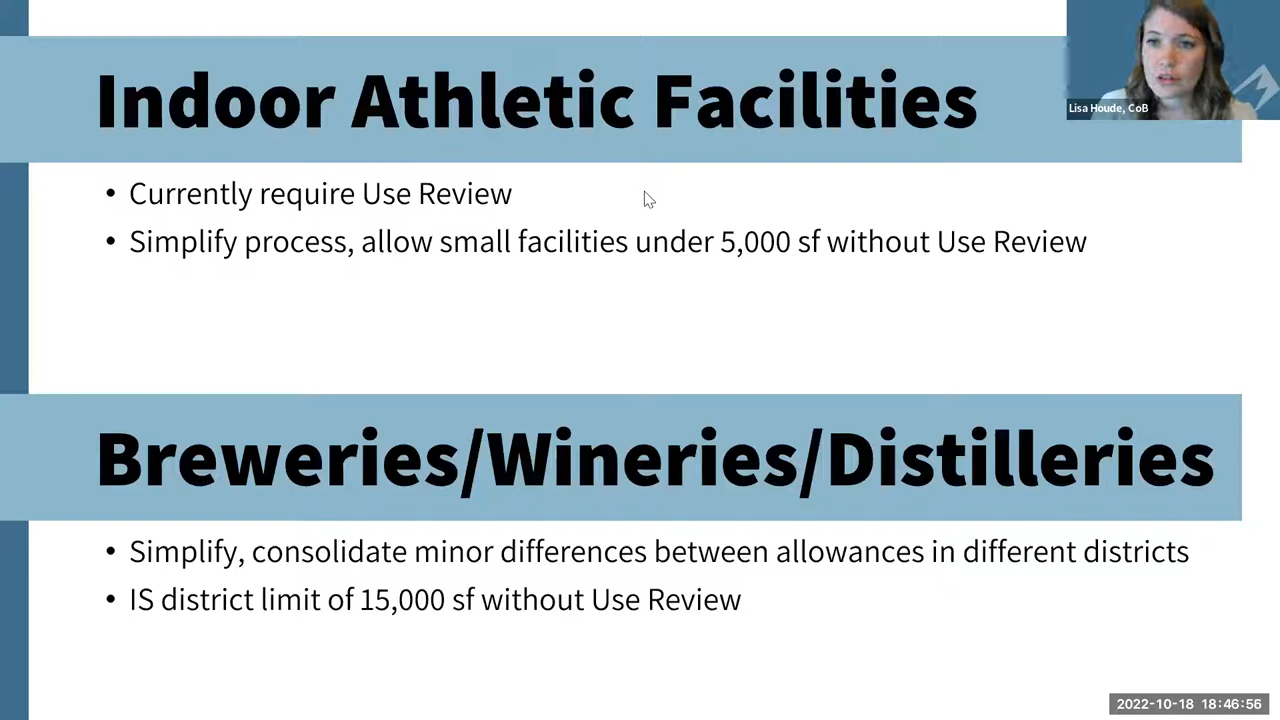 Indoor Athletic Facilities
Lisa Houde, CoB
• Currently require Use Review
• Simplify process, allow small facilities under 5,000 sf without Use Review
Breweries/Wineries/Distilleries
• Simplify, consolidate minor differences between allowances in different districts
• IS district limit of 15,000 sf without Use Review
2022-10-18 18:46:56